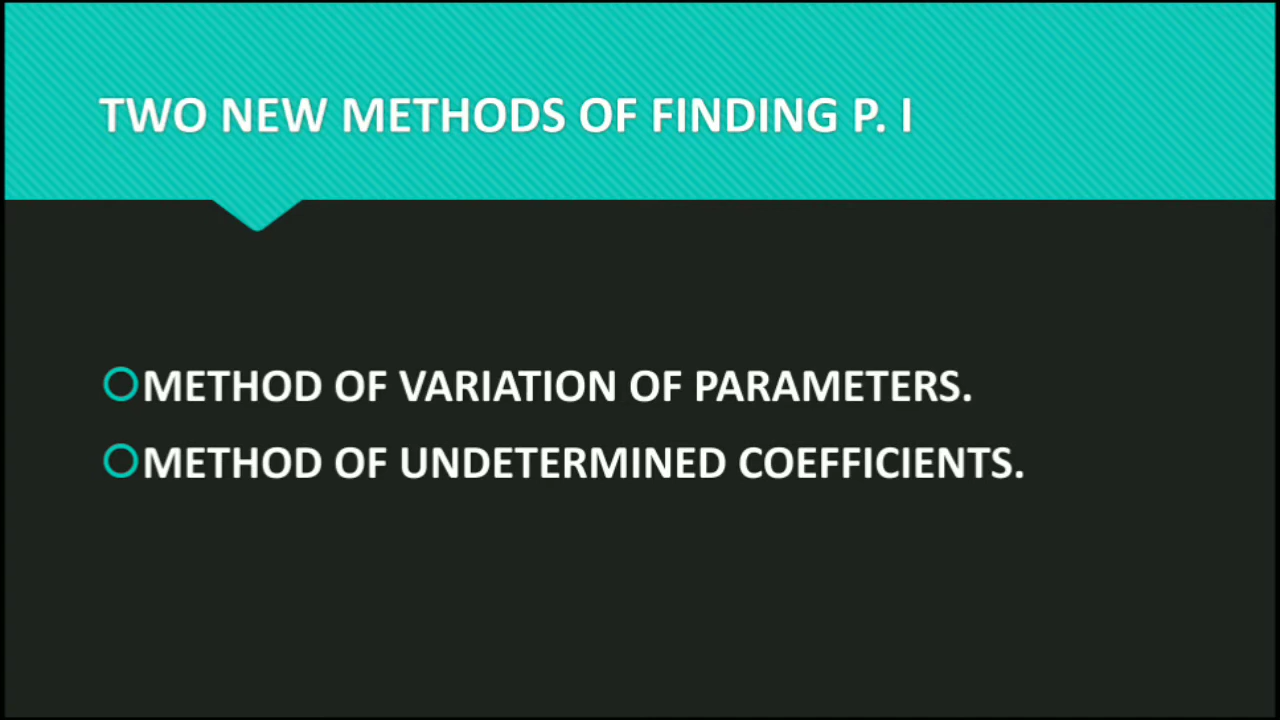 TWO NEW METHODS OF FINDING P. I
METHOD OF VARIATION OF PARAMETERS.
METHOD OF UNDETERMINED COEFFICIENTS.